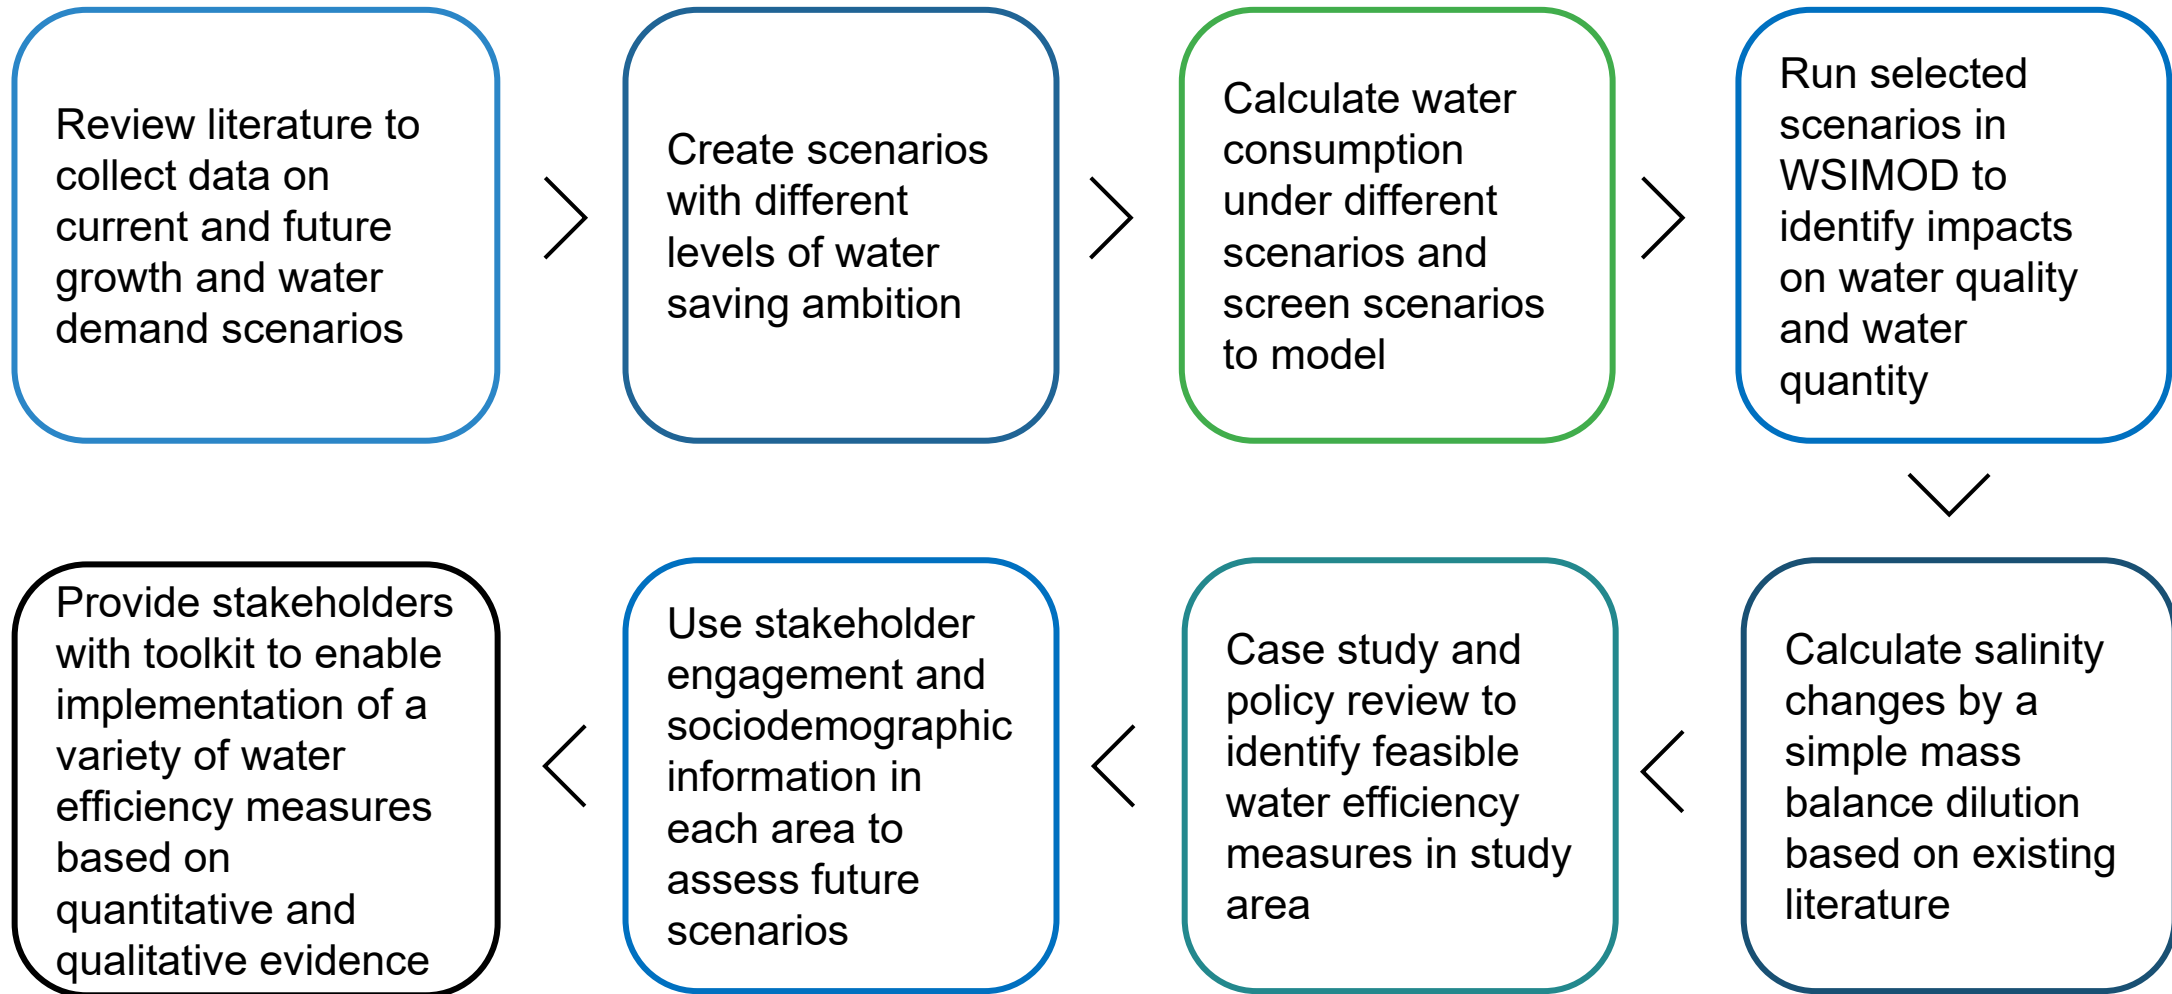 Review literature to
collect data on
current and future
growth and water
demand scenarios
Create scenarios
with different
levels of water
saving ambition
Calculate water
consumption
under different
scenarios and
screen scenarios
to model
Run selected
scenarios in
WSIMOD to
identify impacts
on water quality
and water
quantity
Calculate salinity
changes by a
simple mass
balance dilution
based on existing
literature
Case study and
policy review to
identify feasible
water efficiency
measures in study
area
Use stakeholder
engagement and
sociodemographic
information in
each area to
assess future
scenarios
Provide stakeholders
with toolkit to enable
implementation of a
variety of water
efficiency measures
based on
quantitative and
qualitative evidence